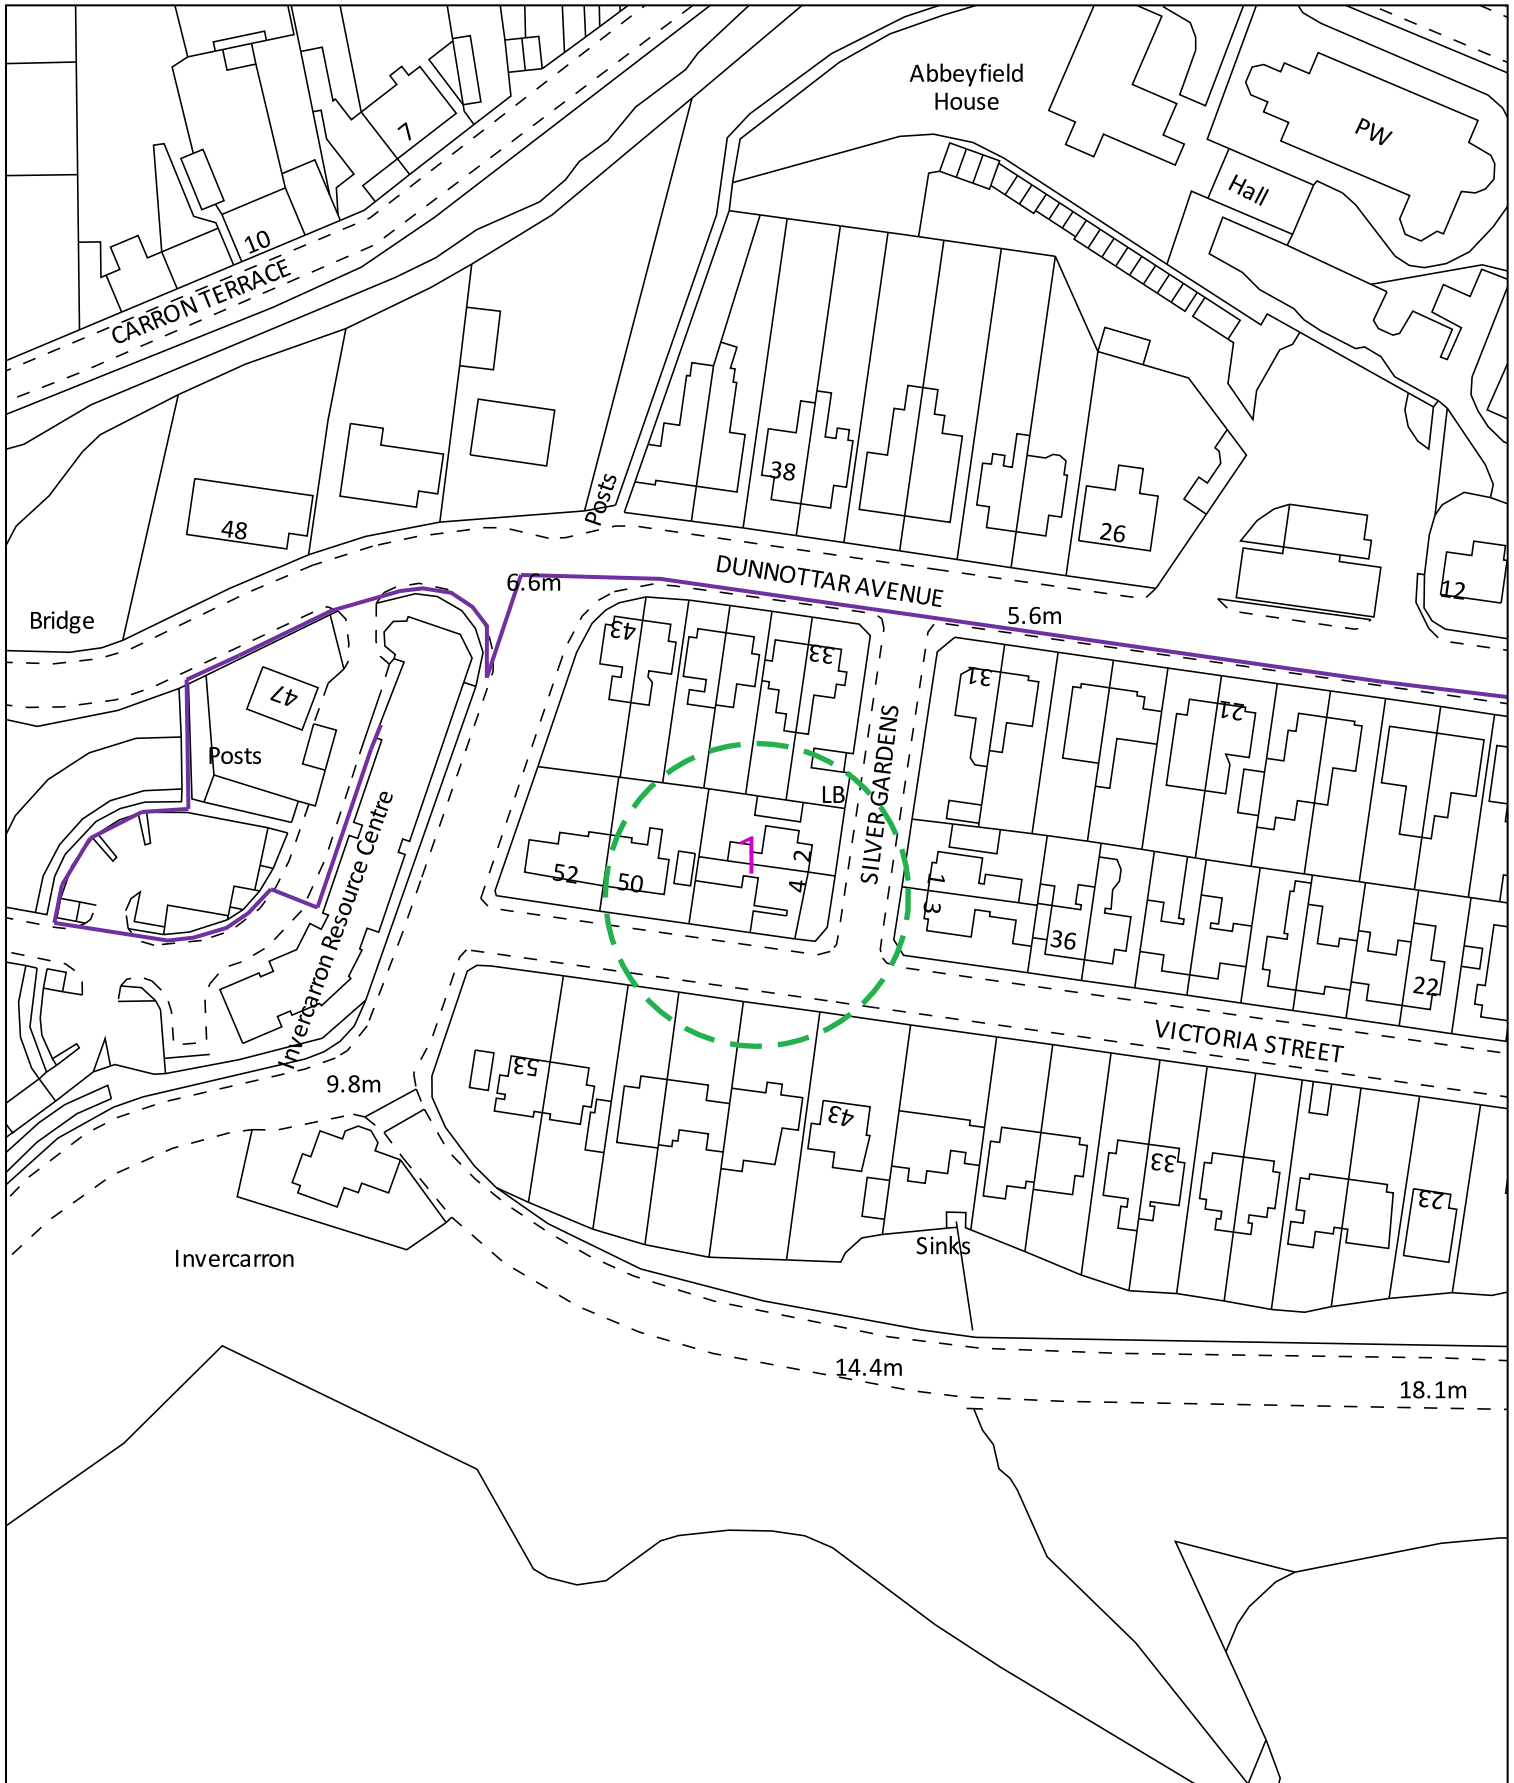 Abbeyfield
House
PW
7
Hall
10
CARRON TERRACE
38
Posts
48
26
DUNNOTTAR AVENUE
6.6m
12
5.6m
Bridge
43
33
31
47
21
SILVER GARDENS
Posts
LB
1
2
52
50
4
1
3
Invercarron Resource Centre
36
22
VICTORIA STREET
53
9.8m
43
33
23
Invercarron
Sinks
14.4m
18.1m